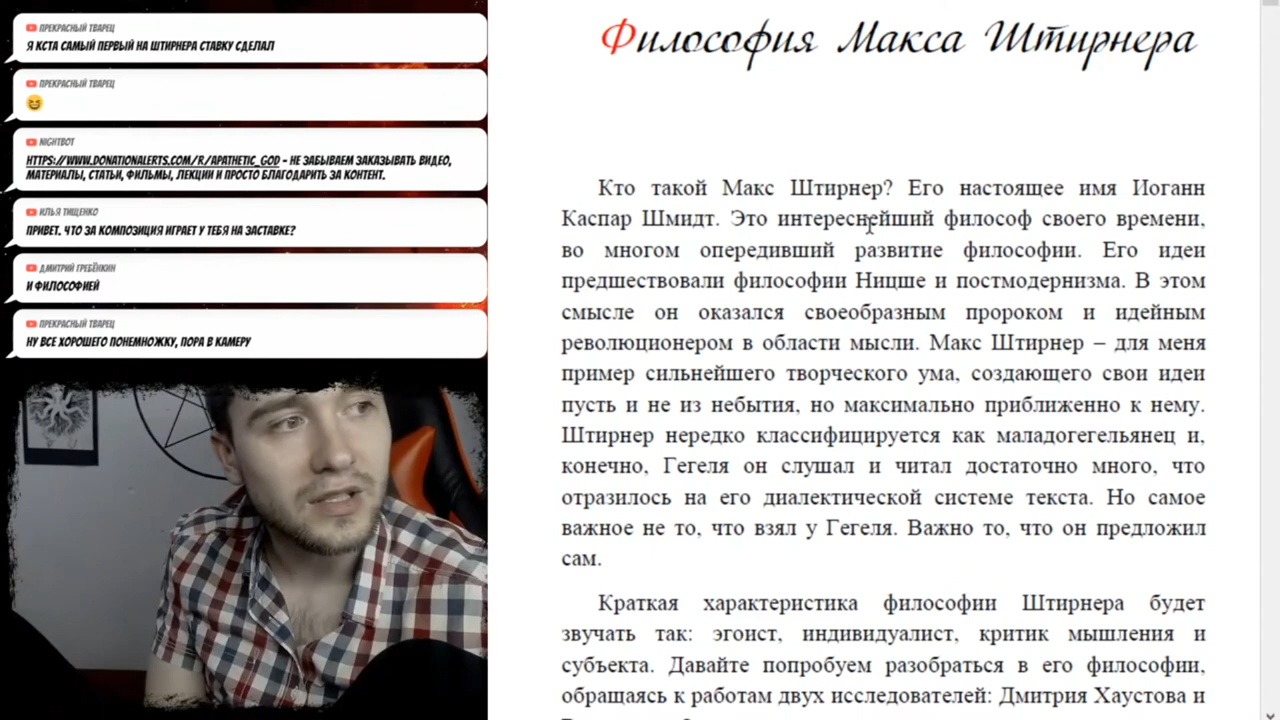 ПРЕКРАСНЫЙ ТВАРЕЦ
Я КСТА САМЫЙ ПЕРВЫЙ НА ШТИРНЕРА СТАВКУ СДЕЛАЛ
ПРЕКРАСНЫЙ ТВАРЕЦ
NIGHTBOT
HTTPS://WWW.DONATIONALERTS.COM/R/APATHETIC_GOD - НЕ ЗАБЫВАЕМ ЗАКАЗЫВАТЬ ВИДЕО,
МАТЕРИАЛЫ, СТАТЬИ, ФИЛЬМЫ, ЛЕКЦИИ И ПРОСТО БЛАГОДАРИТЬ ЗА КОНТЕНТ.
ИЛЬЯ ТИЩЕНКО
ПРИВЕТ. ЧТО ЗА КОМПОЗИЦИЯ ИГРАЕТ У ТЕБЯ НА ЗАСТАВКЕ?
ДМИТРИЙ ГРЕБЁНКИН
И ФИЛОСОФИЕЙ
ПРЕКРАСНЫЙ ТВАРЕЦ
НУ ВСЕ ХОРОШЕГО ПОНЕМНОЖКУ, ПОРА В КАМЕРУ
Философия Макса Штирнера
Кто такой Макс Штирнер? Его настоящее имя Иоганн
Каспар Шмидт. Это интереснейший философ своего времени,
во многом опередивший развитие философии. Его идеи
предшествовали философии Ницше и постмодернизма. В этом
смысле он оказался своеобразным пророком и идейным
революционером в области мысли. Макс Штирнер – для меня
пример сильнейшего творческого ума, создающего свои идеи
пусть и не из небытия, но максимально приближенно к нему.
Штирнер нередко классифицируется как маладогегельянец и,
конечно, Гегеля он слушал и читал достаточно много, что
отразилось на его диалектической системе текста. Но самое
важное не то, что взял у Гегеля. Важно то, что он предложил
сам.
Краткая характеристика философии Штирнера будет
звучать так: эгоист, индивидуалист, критик мышления и
субъекта. Давайте попробуем разобраться в его философии,
обращаясь к работам двух исследователей: Дмитрия Хаустова и